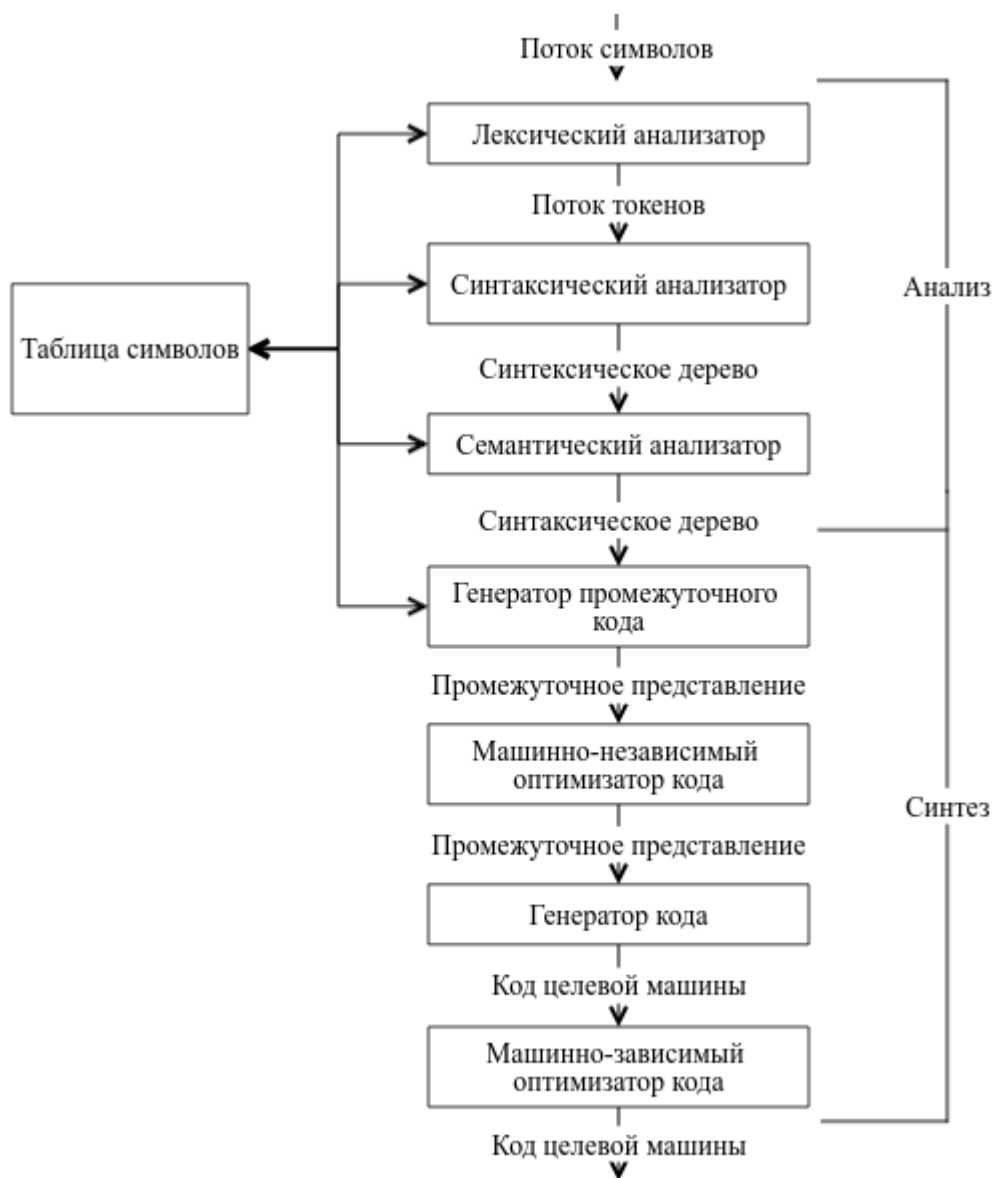 Поток символов
Лексический анализатор
Поток токенов
Синтаксический анализатор
Анализ
Таблица символов
Синтексическое дерево
Семантический анализатор
Синтаксическое дерево
Генератор промежуточного
кода
Промежуточное представление
Машинно-независимый
оптимизатор кода
Синтез
Промежуточное представление
Генератор кода
Код целевой машины
Машинно-зависимый
оптимизатор кода
Код целевой машины